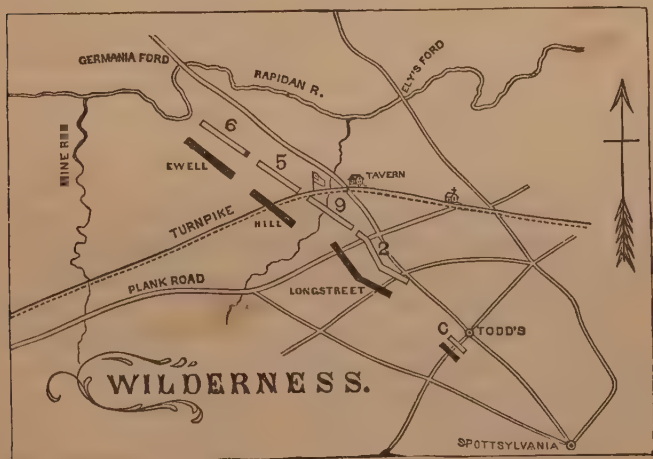 GERMANIA FORD
RAPIDAN R.
ELY'S FORD
MINE R
6
EWELL
5
TAVERN
TURNPIKE
HILL
9
2
PLANK ROAD
LONGSTREET
C
TODD'S
WILDERNESS.
SPOTTSYLVANIA